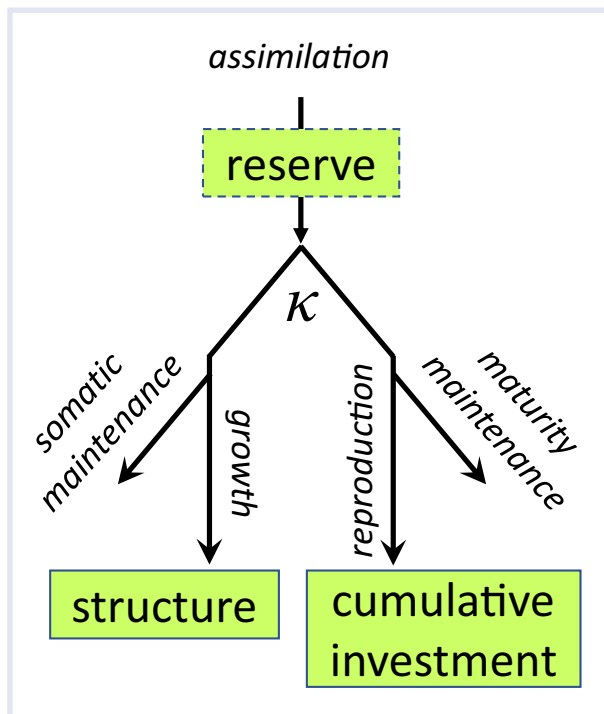 assimilation
reserve
κ
somatic
maintenance
growth
reproduction
maturity
maintenance
structure
cumulative
investment